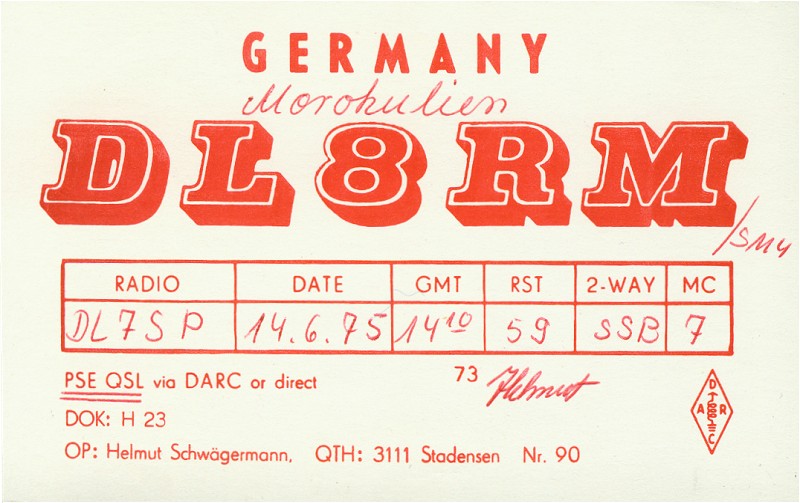 GERMANY
Morokulien
DL8RM
/SM4
RADIO DATE GMT RST 2-WAY MC
DL7SP 14.6.75 14¹⁰ 59 SSB 7
PSE QSL via DARC or direct 73 Helmut
DOK: H 23
OP: Helmut Schwägermann, QTH: 3111 Stadensen Nr. 90
D
A R
C